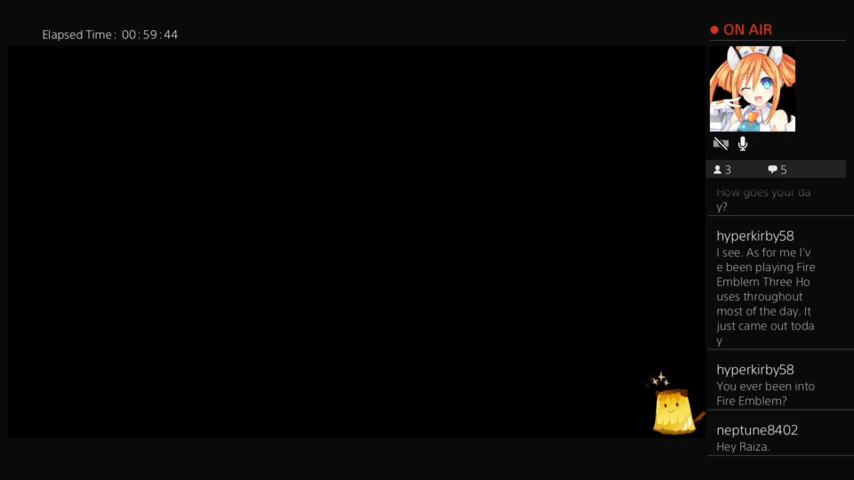 Elapsed Time: 00:59:44
ON AIR
3
5
How goes your da
y?
hyperkirby58
I see. As for me I'v
e been playing Fire
Emblem Three Ho
uses throughout
most of the day. It
just came out toda
y
hyperkirby58
You ever been into
Fire Emblem?
neptune8402
Hey Raiza.